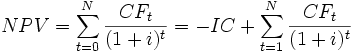 NPV = \sum_{t=0}^{N} \frac{CF_t}{(1+i)^t} = -IC + \sum_{t=1}^{N} \frac{CF_t}{(1+i)^t}